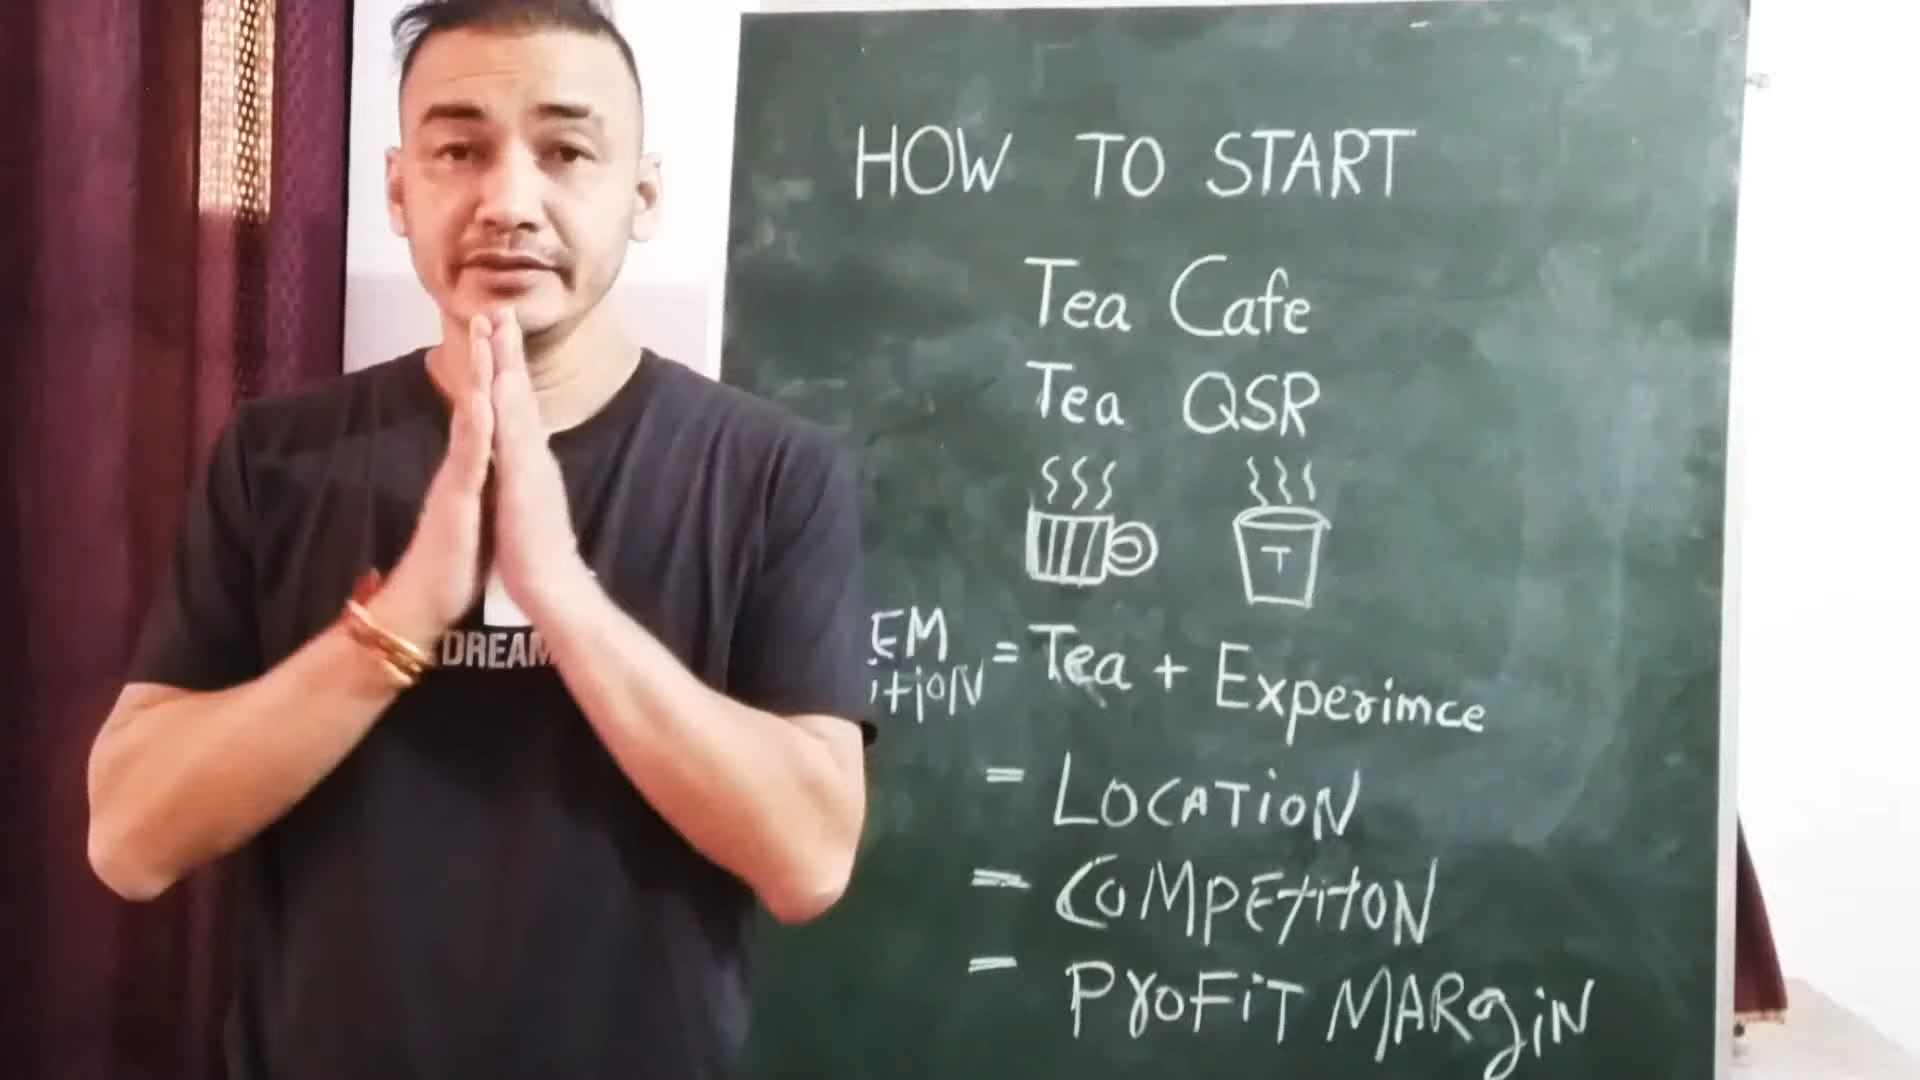 HOW TO START
Tea Cafe
Tea QSR
T
EM
ition = Tea + Experimce
= LOCATiON
= COMPETitON
= PROFiT MARgiN
DREAM